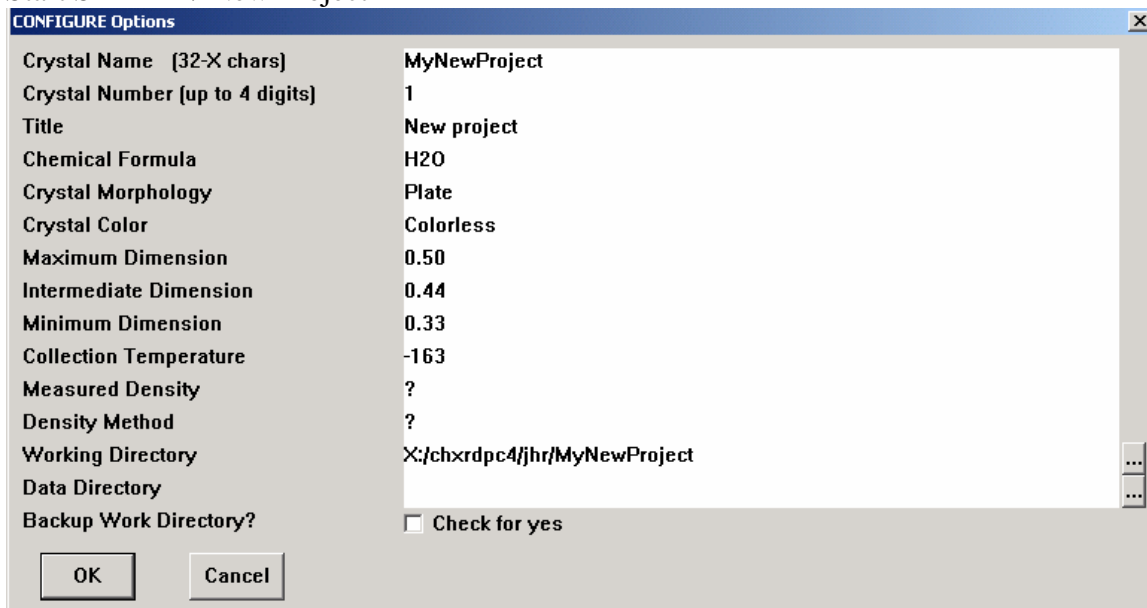 CONFIGURE Options
Crystal Name (32-X chars) MyNewProject
Crystal Number (up to 4 digits) 1
Title New project
Chemical Formula H2O
Crystal Morphology Plate
Crystal Color Colorless
Maximum Dimension 0.50
Intermediate Dimension 0.44
Minimum Dimension 0.33
Collection Temperature -163
Measured Density ?
Density Method ?
Working Directory X:/chxrdpc4/jhr/MyNewProject ...
Data Directory ...
Backup Work Directory? Check for yes
OK Cancel